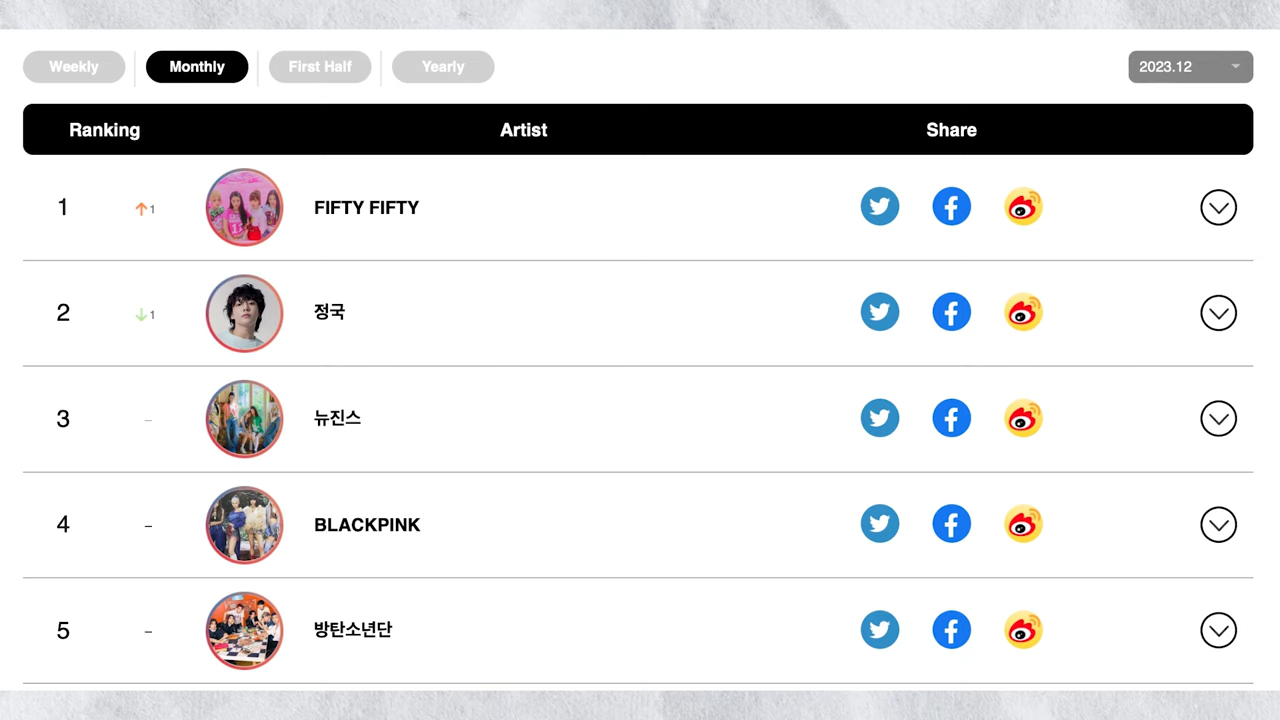 Weekly Monthly First Half Yearly 2023.12
Ranking Artist Share
1 1 FIFTY FIFTY
2 1 정국
3 - 뉴진스
4 - BLACKPINK
5 - 방탄소년단